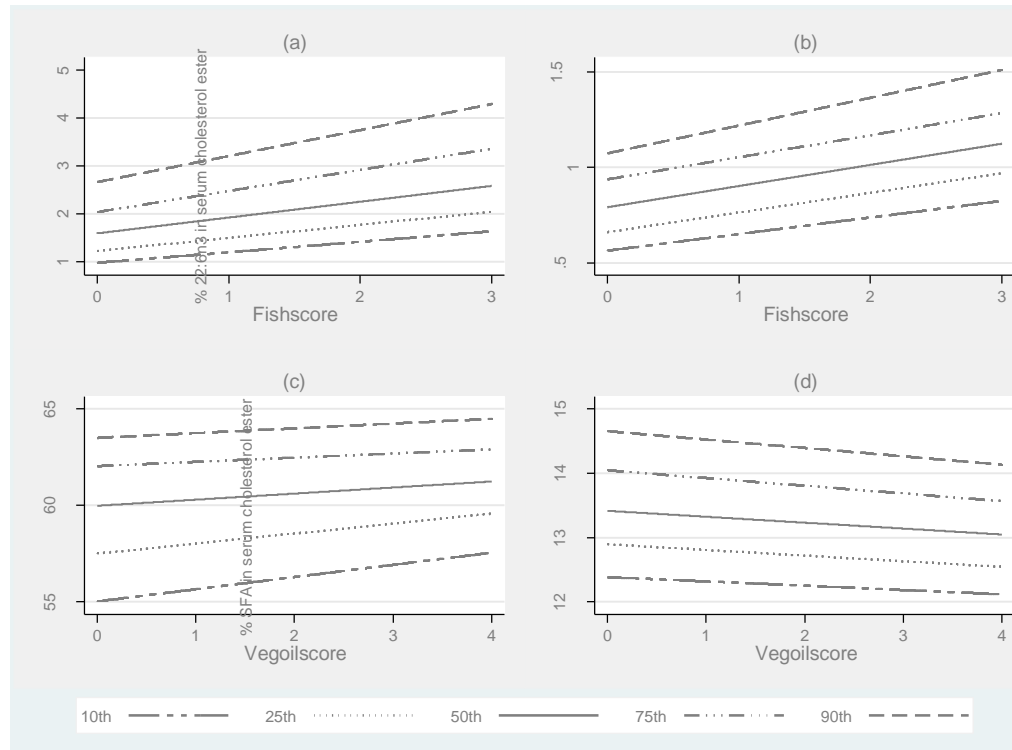 (a)
5
4
3
2
1
% 22:6n3 in serum cholesterol ester
0 1 2 3
Fishscore
(b)
1.5
1
.5
0 1 2 3
Fishscore
(c)
65
60
55
% SFA in serum cholesterol ester
0 1 2 3 4
Vegoilscore
(d)
15
14
13
12
0 1 2 3 4
Vegoilscore
10th 25th 50th 75th 90th